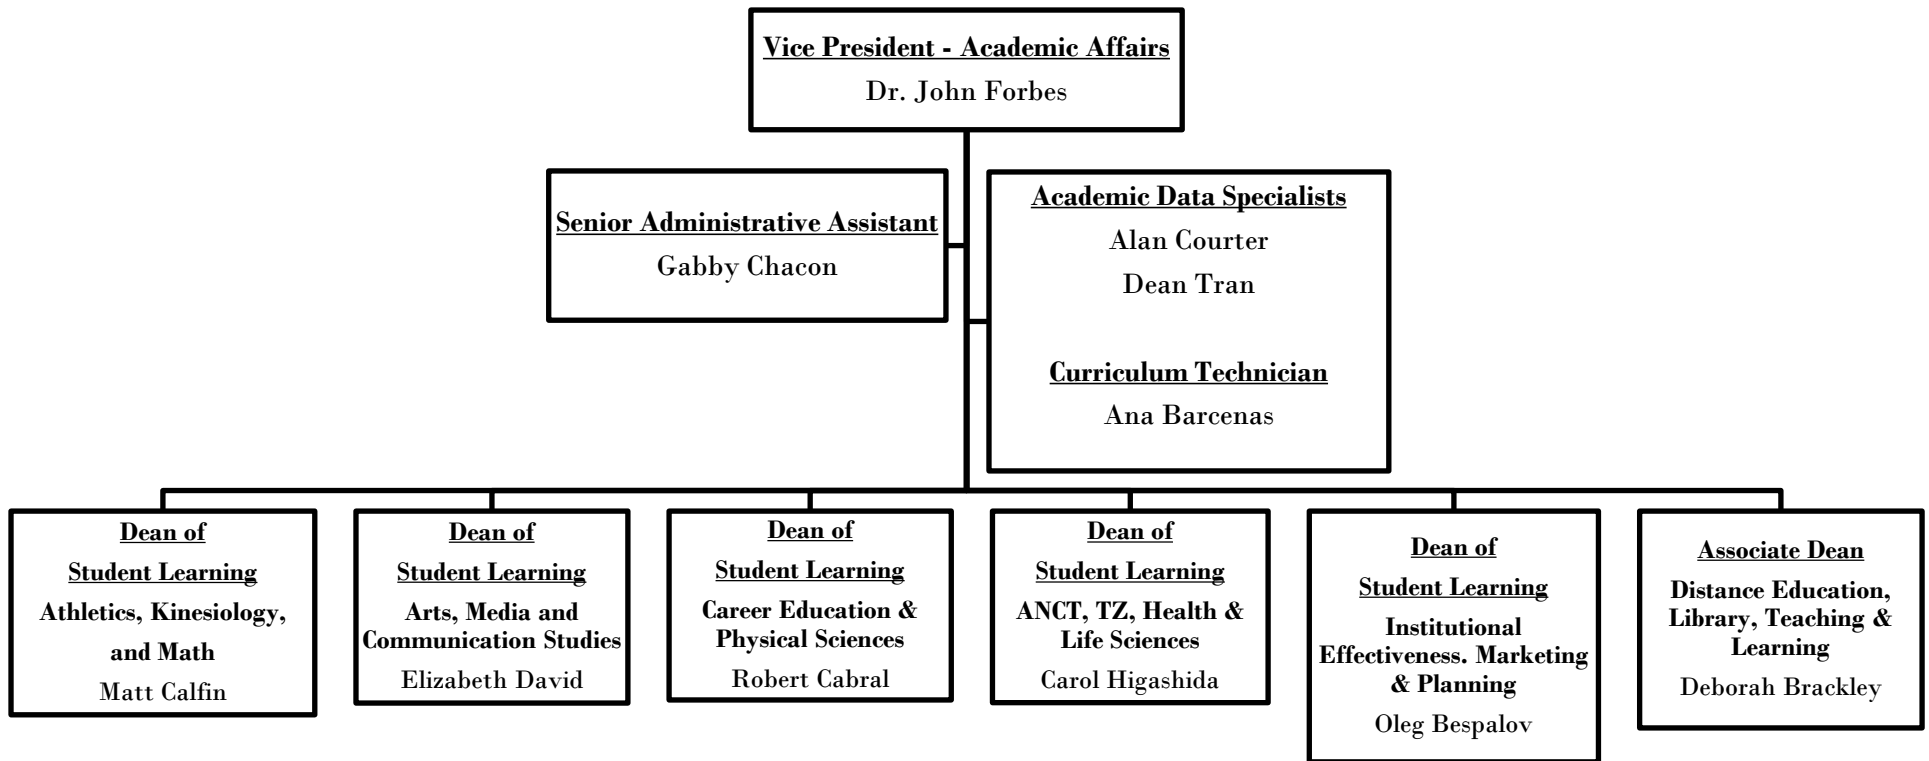 Vice President - Academic Affairs
Dr. John Forbes
Senior Administrative Assistant
Gabby Chacon
Academic Data Specialists
Alan Courter
Dean Tran
Curriculum Technician
Ana Barcenas
Dean of
Student Learning
Athletics, Kinesiology,
and Math
Matt Calfin
Dean of
Student Learning
Arts, Media and
Communication Studies
Elizabeth David
Dean of
Student Learning
Career Education &
Physical Sciences
Robert Cabral
Dean of
Student Learning
ANCT, TZ, Health &
Life Sciences
Carol Higashida
Dean of
Student Learning
Institutional
Effectiveness. Marketing
& Planning
Oleg Bespalov
Associate Dean
Distance Education,
Library, Teaching &
Learning
Deborah Brackley